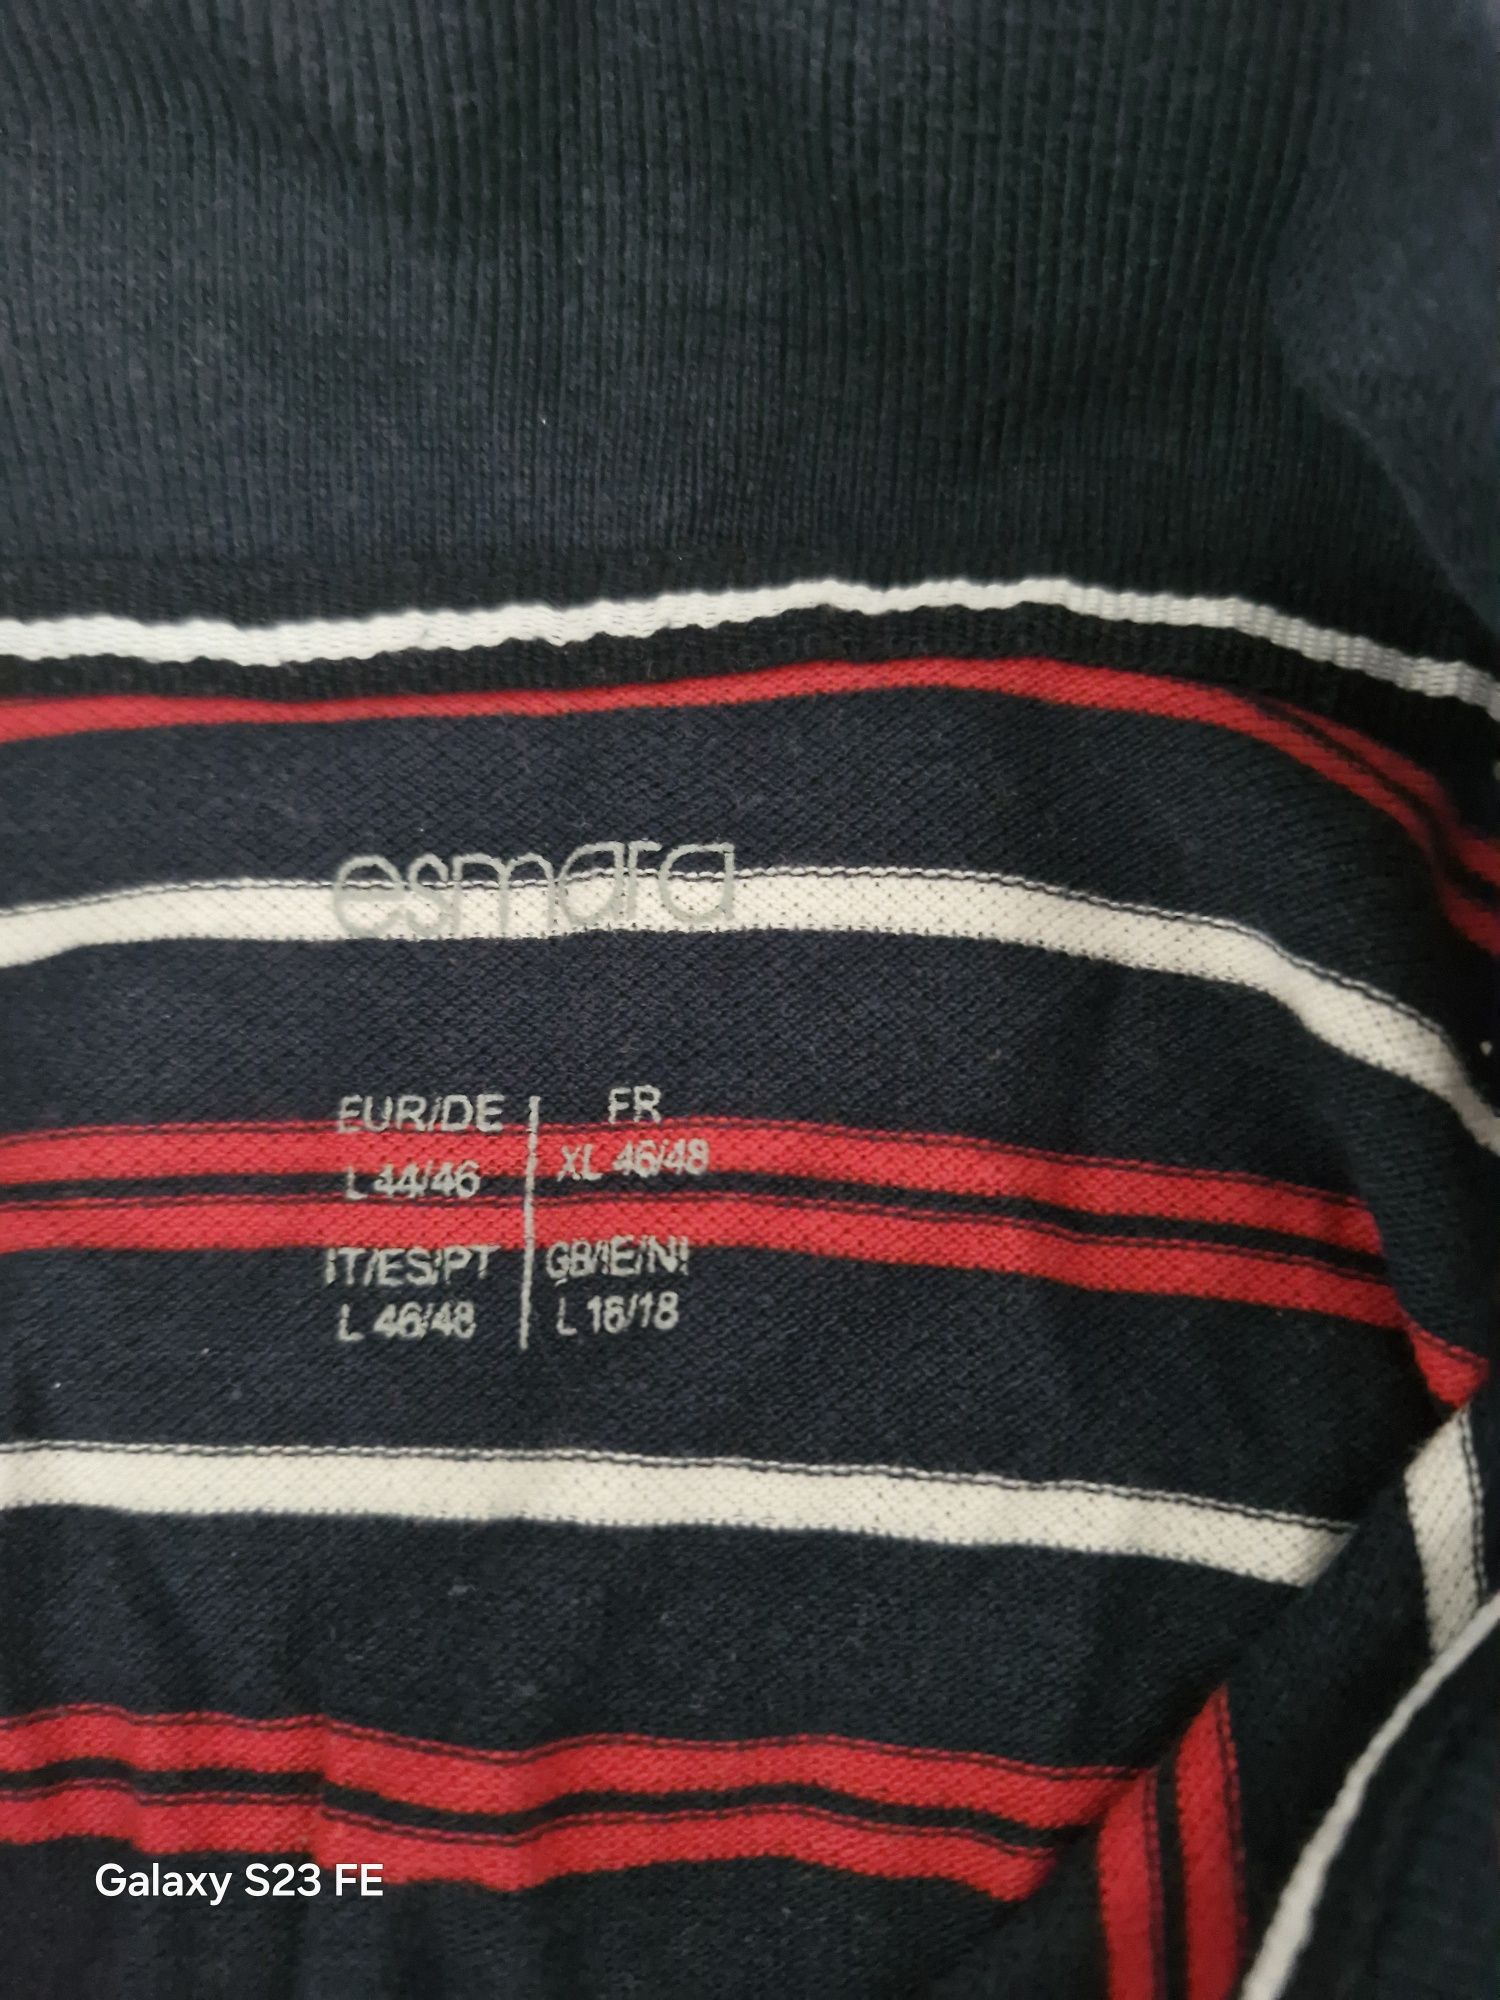 esmara
EUR/DE
L 44/46
FR
XL 46/48
IT/ES/PT
L 46/48
GB/IE/NI
L 16/18
Galaxy S23 FE